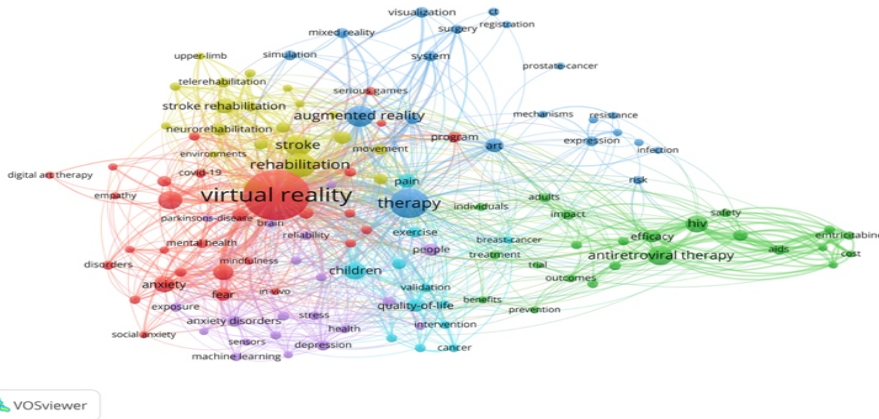 visualization
ct
surgery
registration
mixed reality
simulation
system
upper-limb
prostate-cancer
telerehabilitation
serious games
stroke rehabilitation
augmented reality
mechanisms
resistance
neurorehabilitation
stroke
program
art
expression
environments
movement
infection
rehabilitation
digital art therapy
covid-19
pain
risk
empathy
virtual reality
therapy
individuals
adults
parkinsons-disease
brain
impact
safety
hiv
mental health
reliability
exercise
breast-cancer
efficacy
emtricitabine
people
aids
cost
disorders
mindfulness
treatment
antiretroviral therapy
children
trial
anxiety
outcomes
fear
in-vivo
validation
exposure
quality-of-life
benefits
prevention
anxiety disorders
stress
health
intervention
social anxiety
sensors
depression
cancer
machine learning
VOSviewer